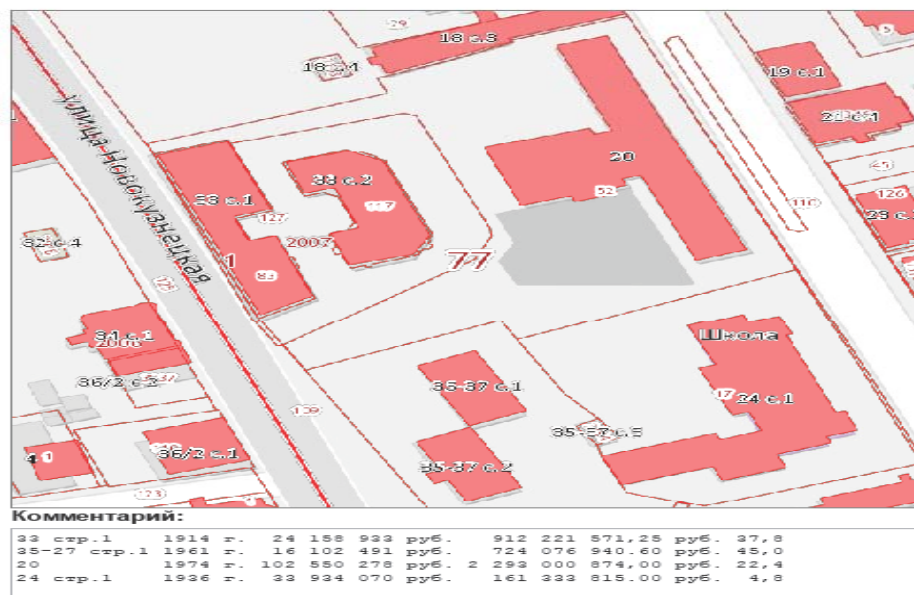 29
5
18 с.3
18 с.4
19 с.1
21 с.1
20
45
33 с.2
52
126
33 с.1
117
110
улица Новокузнецкая
127
2007
32 с.4
77
1
83
Школа
34 с.1
36/2 с.2
35-37 с.1
17
109
24 с.1
35-37 с.5
36/2 с.1
4
1
35-37 с.2
123
Комментарий:
33 стр.1 1914 г. 24 158 933 руб. 912 221 571,25 руб. 37,8
35-27 стр.1 1961 г. 16 102 491 руб. 724 076 940.60 руб. 45,0
20 1974 г. 102 550 278 руб. 2 293 000 874,00 руб. 22,4
24 стр.1 1936 г. 33 934 070 руб. 161 333 815.00 руб. 4,8